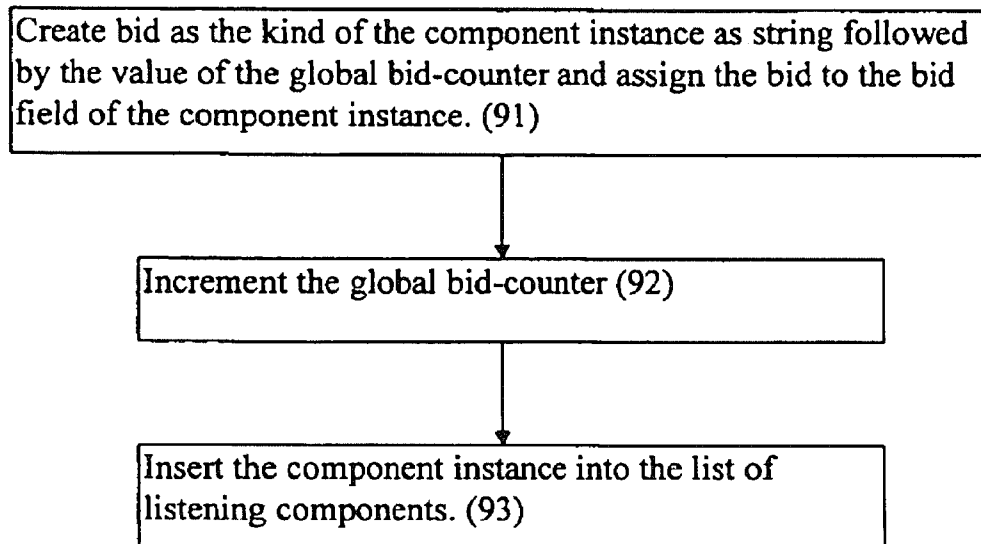 Create bid as the kind of the component instance as string followed
by the value of the global bid-counter and assign the bid to the bid
field of the component instance. (91)
Increment the global bid-counter (92)
Insert the component instance into the list of
listening components. (93)